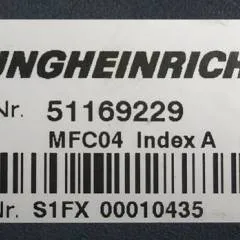 UNGHEINRICH
Nr. 51169229
MFC04 Index A
Nr. S1FX 00010435